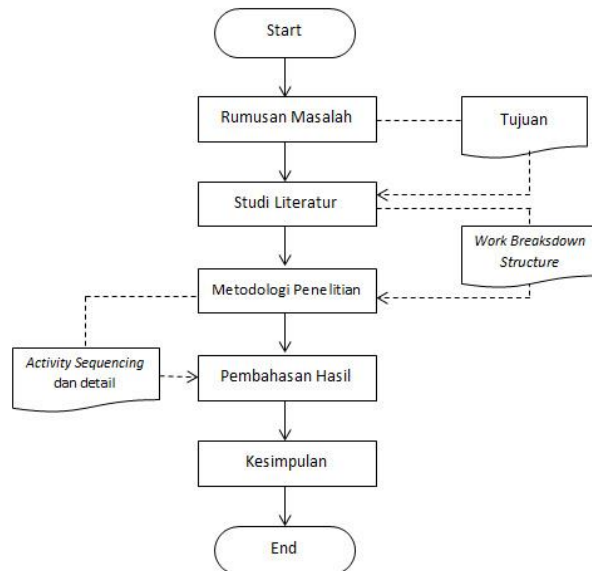 Start
Rumusan Masalah
Tujuan
Studi Literatur
Work Breaksdown
Structure
Metodologi Penelitian
Activity Sequencing
dan detail
Pembahasan Hasil
Kesimpulan
End